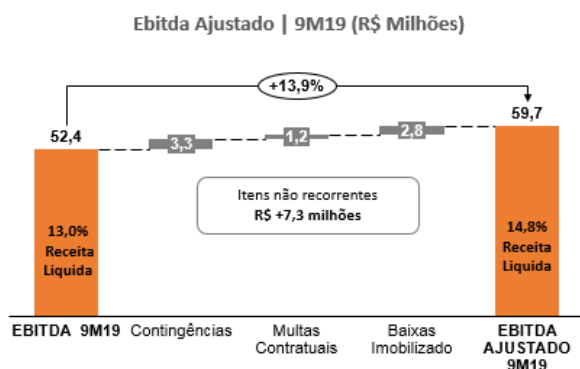 Ebitda Ajustado | 9M19 (R$ Milhões)
+13,9%
52,4
3,3
1,2
2,8
59,7
Itens não recorrentes
R$ +7,3 milhões
13,0%
Receita
Liquida
14,8%
Receita
Liquida
EBITDA 9M19
Contingências
Multas
Contratuais
Baixas
Imobilizado
EBITDA
AJUSTADO
9M19